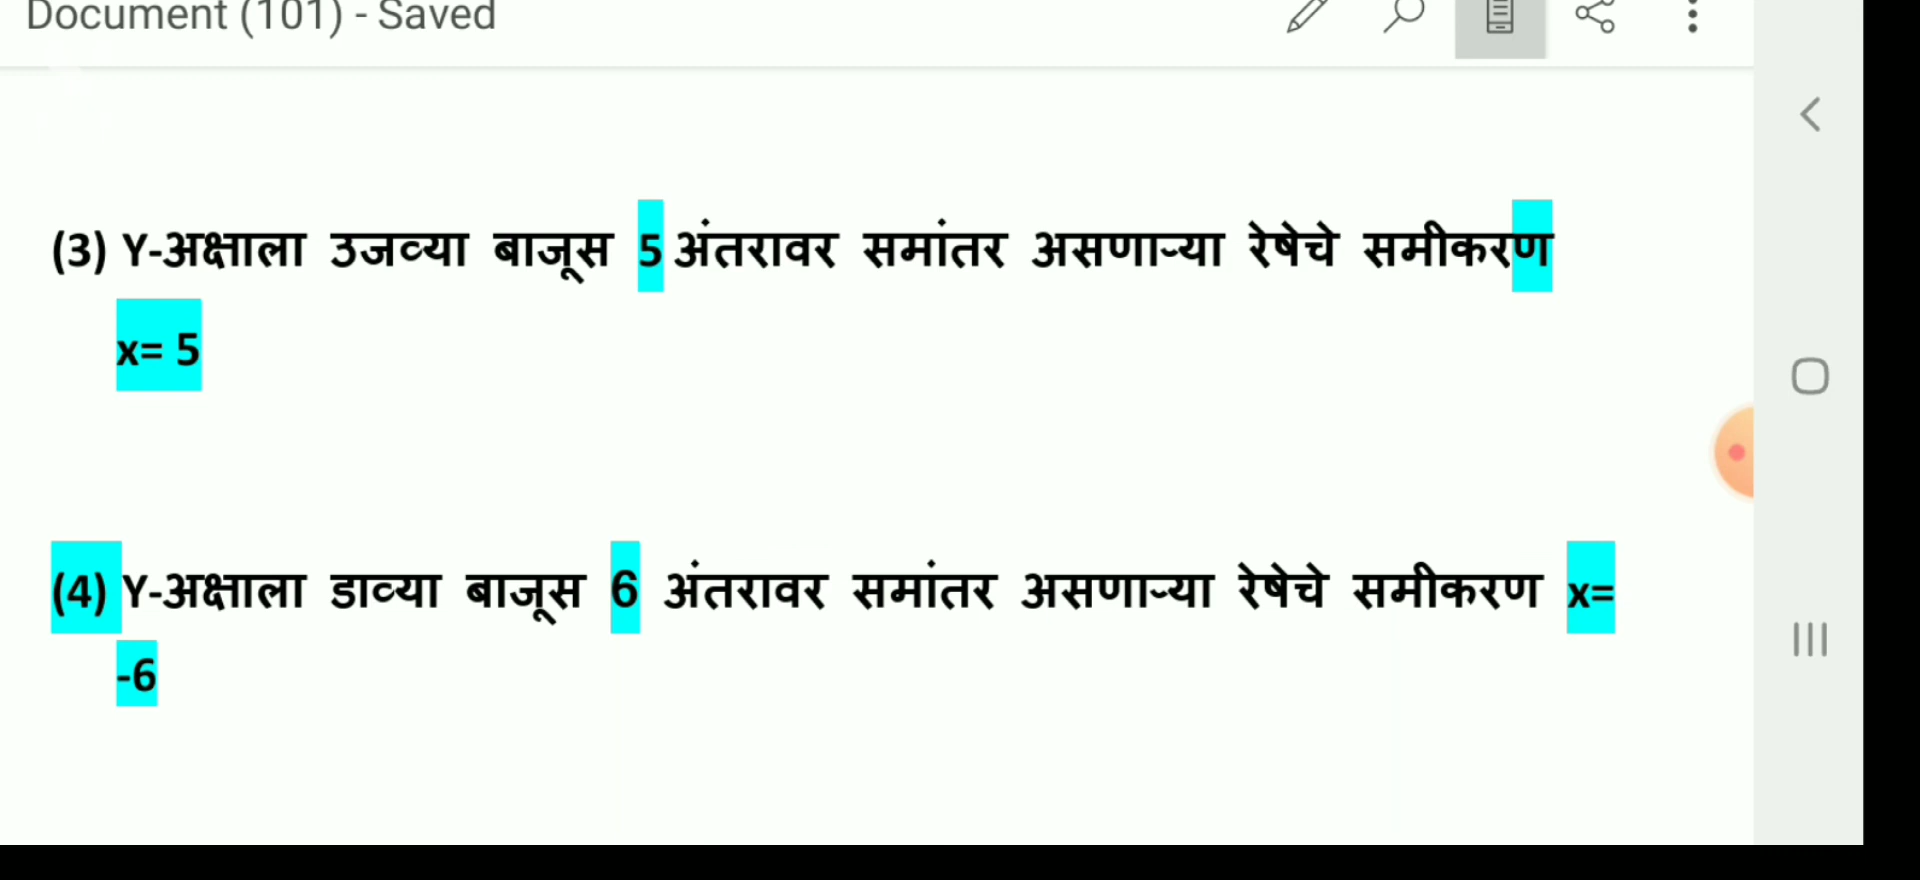 Document (101) - Saved
(3) Y-अक्षाला उजव्या बाजूस 5 अंतरावर समांतर असणाऱ्या रेषेचे समीकरण
x= 5
(4) Y-अक्षाला डाव्या बाजूस 6 अंतरावर समांतर असणाऱ्या रेषेचे समीकरण x=
-6